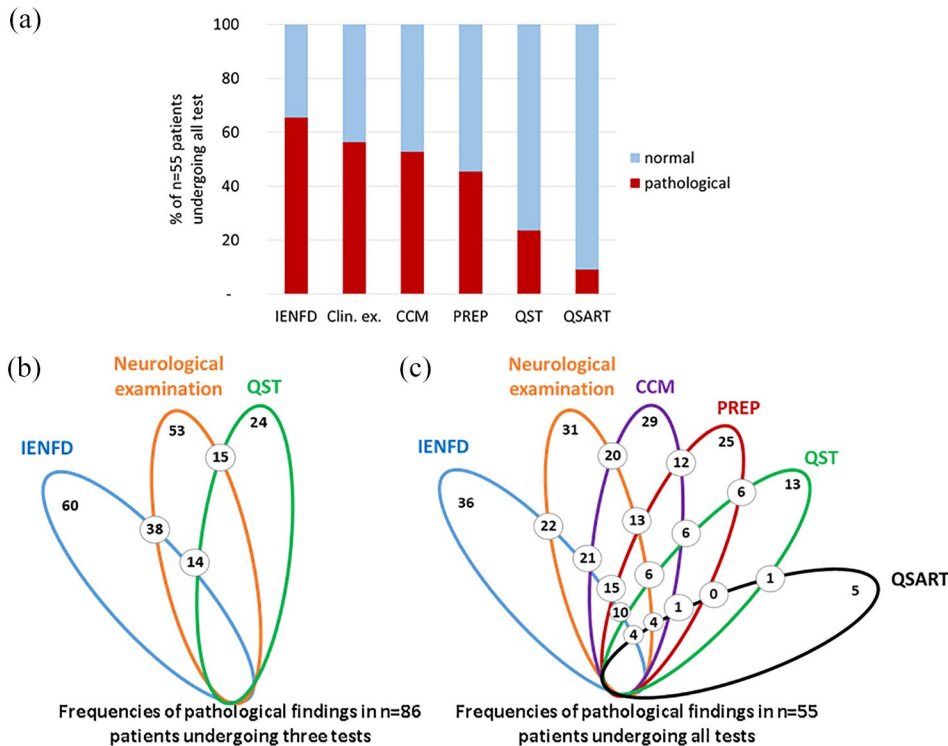 (a)
% of n=55 patients
undergoing all test
100
80
60
40
20
-
IENFD Clin. ex. CCM PREP QST QSART
normal
pathological
(b)
Neurological
examination
QST
IENFD
60
53
24
15
38
14
Frequencies of pathological findings in n=86
patients undergoing three tests
(c)
Neurological
examination
CCM
PREP
IENFD
QST
QSART
36
31
29
25
13
5
20
12
6
22
13
6
21
6
1
15
0
10
1
4
4
Frequencies of pathological findings in n=55
patients undergoing all tests